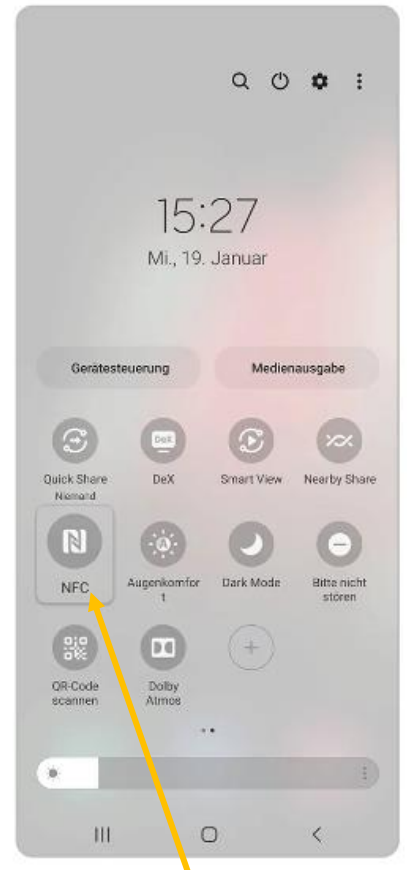 15:27
Mi., 19. Januar
Gerätesteuerung Medienausgabe
DeX
Quick Share DeX Smart View Nearby Share
Niemand
NFC Augenkomfor Dark Mode Bitte nicht
t stören
QR-Code Dolby
scannen Atmos